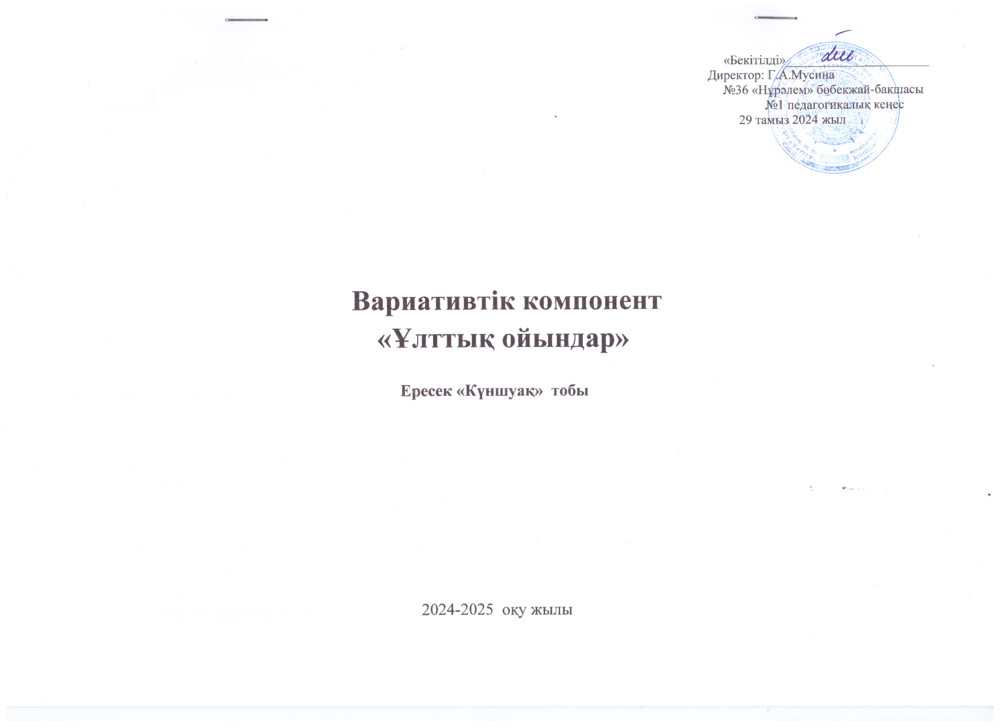 «Бекітілді»____________________
Директор: Г.А.Мусина
№36 «Нұрәлем» бөбекжай-бақшасы
№1 педагогикалық кеңес
29 тамыз 2024 жыл
Вариативтік компонент
«Ұлттық ойындар»
Ересек «Күншуақ» тобы
2024-2025 оқу жылы